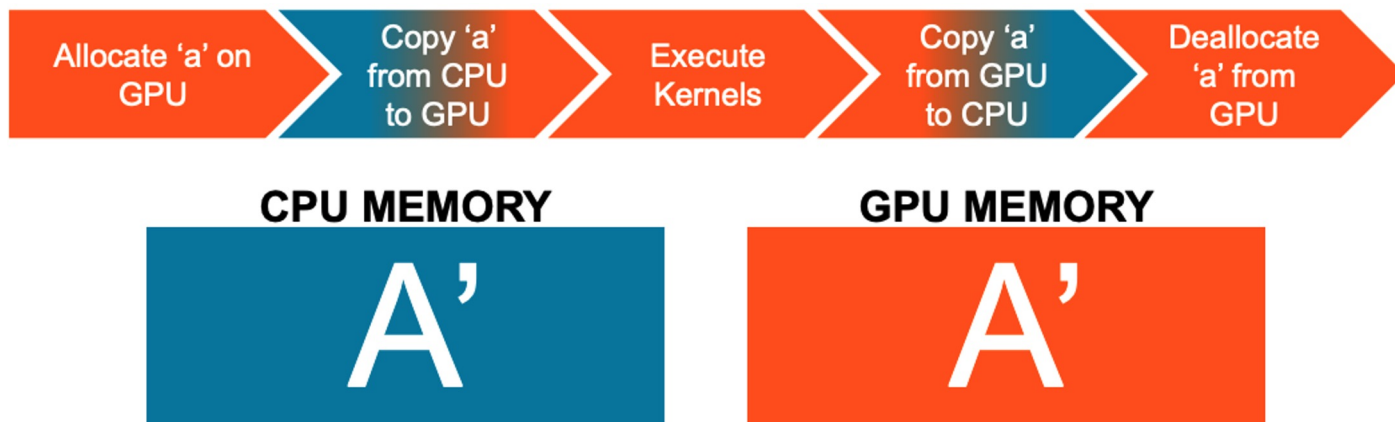 Allocate ‘a’ on
GPU
Copy ‘a’
from CPU
to GPU
Execute
Kernels
Copy ‘a’
from GPU
to CPU
Deallocate
‘a’ from
GPU
CPU MEMORY
GPU MEMORY
A’
A’